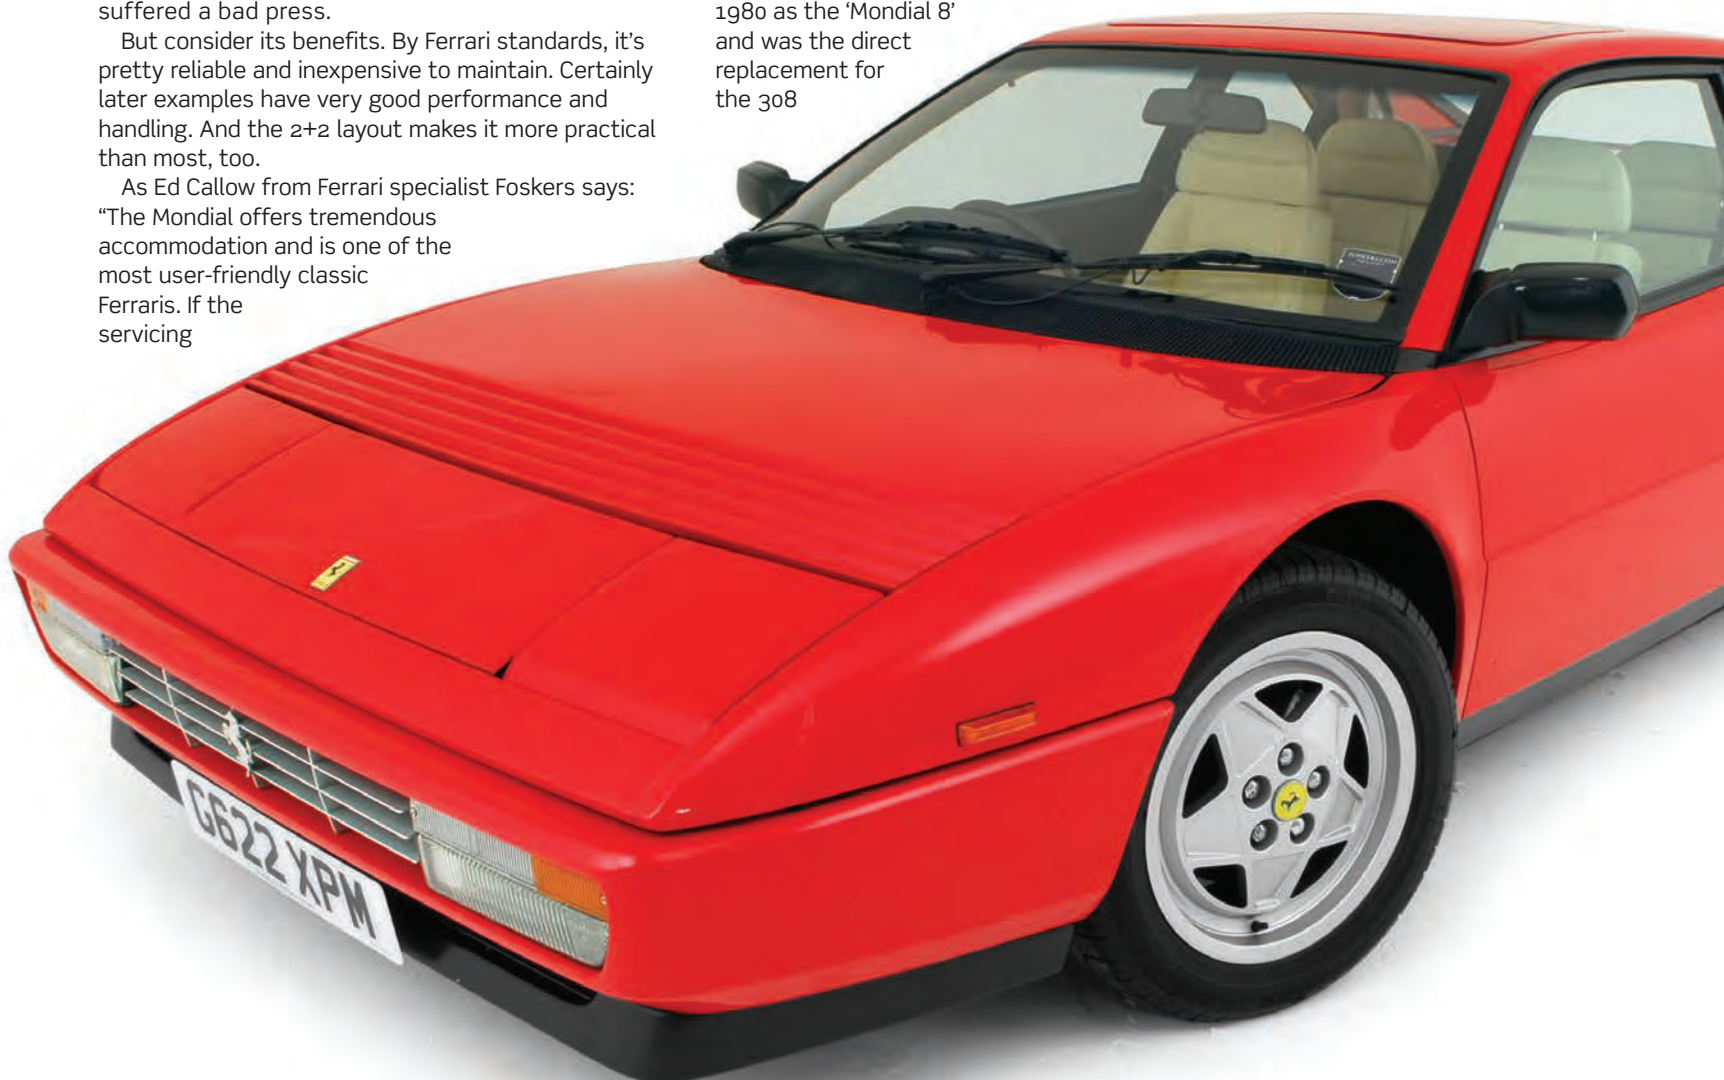 suffered a bad press.
But consider its benefits. By Ferrari standards, it’s
pretty reliable and inexpensive to maintain. Certainly
later examples have very good performance and
handling. And the 2+2 layout makes it more practical
than most, too.
As Ed Callow from Ferrari specialist Foskers says:
“The Mondial offers tremendous
accommodation and is one of the
most user-friendly classic
Ferraris. If the
servicing
1980 as the ‘Mondial 8’
and was the direct
replacement for
the 308
G622 XPM